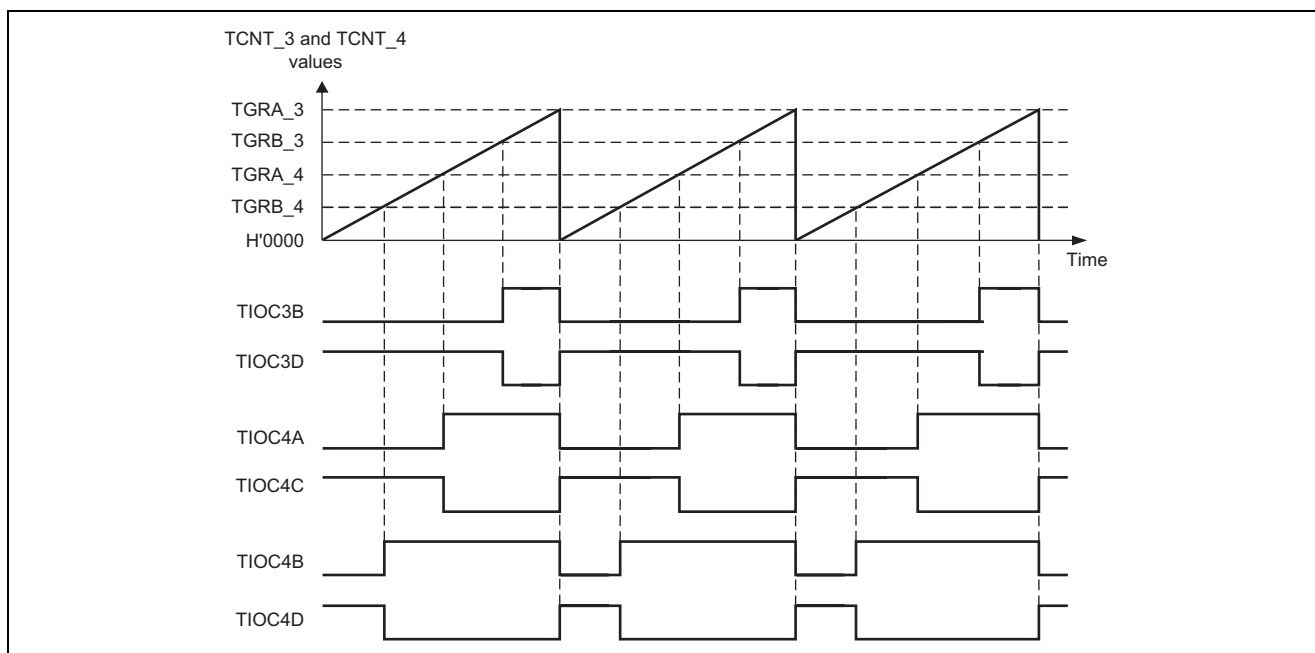 TCNT_3 and TCNT_4
values
TGRA_3
TGRB_3
TGRA_4
TGRB_4
H'0000
Time
TIOC3B
TIOC3D
TIOC4A
TIOC4C
TIOC4B
TIOC4D